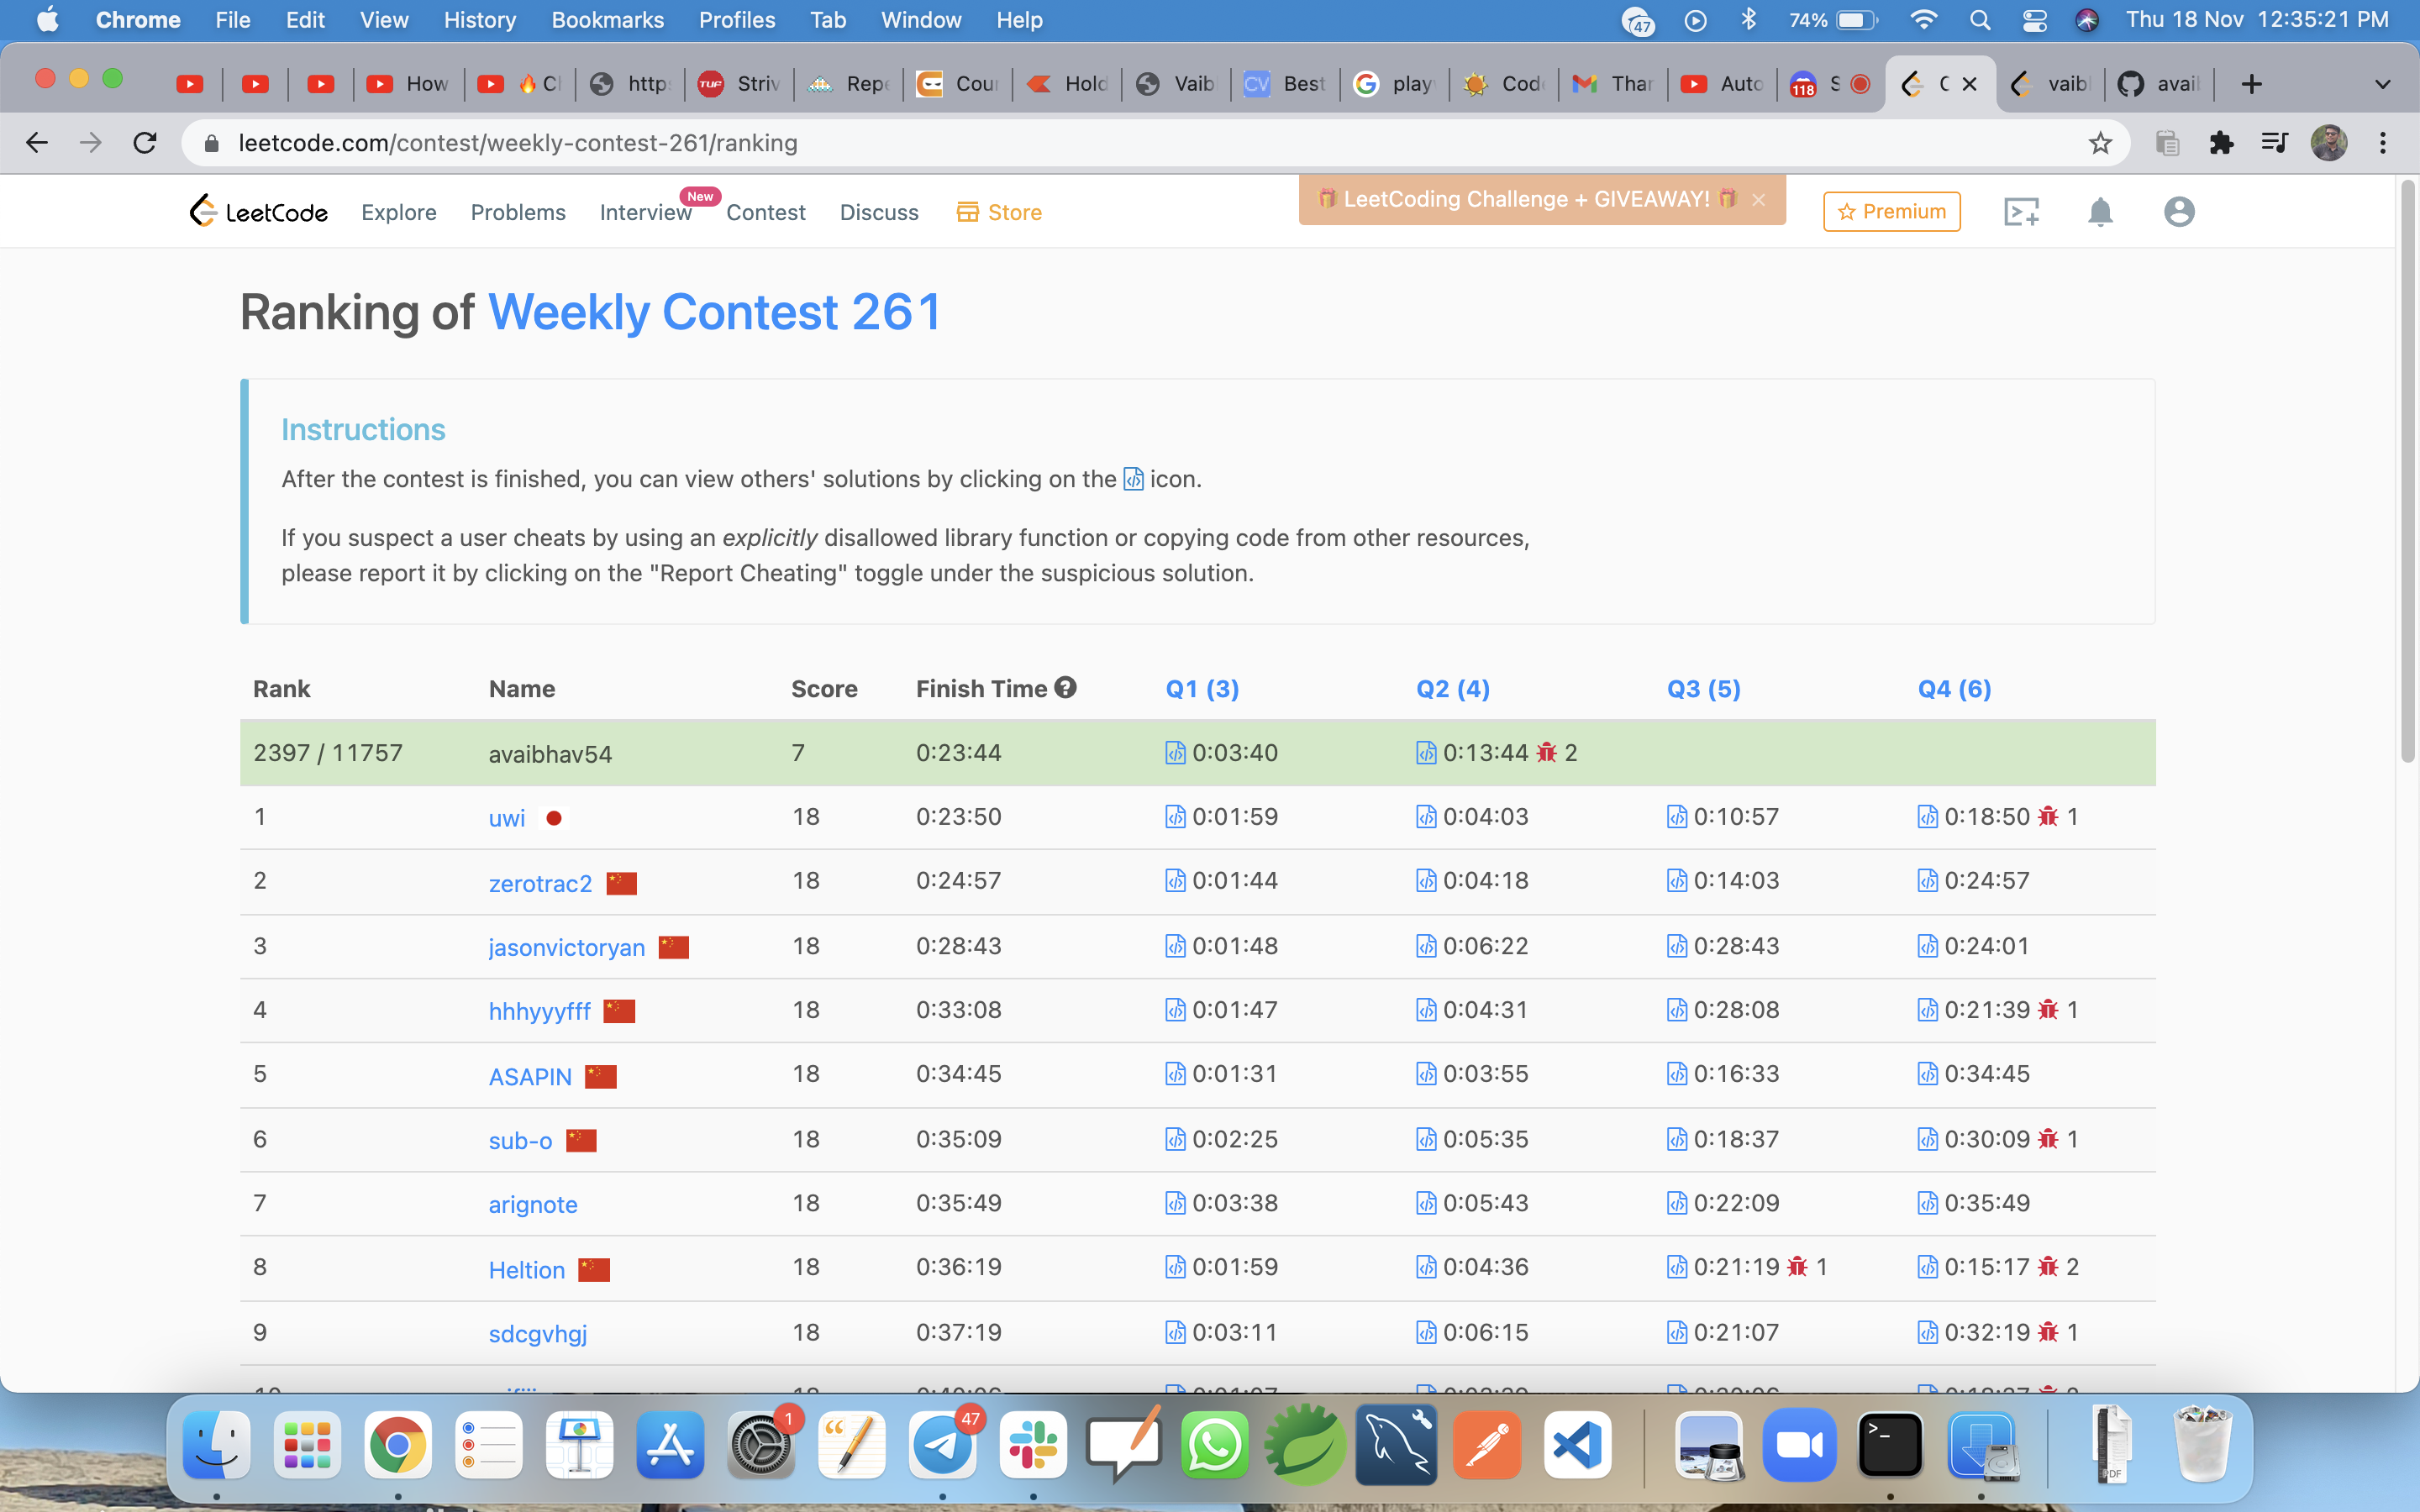 Chrome File Edit View History Bookmarks Profiles Tab Window Help 47 74% Thu 18 Nov 12:35:21 PM
How http TUF Striv Repe Cour Hold Vaib CV Best play Code Thar Auto 118 S C vaibl avail
leetcode.com/contest/weekly-contest-261/ranking
LeetCode Explore Problems Interview New Contest Discuss Store LeetCoding Challenge + GIVEAWAY! × Premium
Ranking of Weekly Contest 261
Instructions
After the contest is finished, you can view others' solutions by clicking on the icon.
If you suspect a user cheats by using an explicitly disallowed library function or copying code from other resources,
please report it by clicking on the "Report Cheating" toggle under the suspicious solution.
Rank Name Score Finish Time Q1 (3) Q2 (4) Q3 (5) Q4 (6)
2397 / 11757 avaibhav54 7 0:23:44 0:03:40 0:13:44 2
1 uwi 18 0:23:50 0:01:59 0:04:03 0:10:57 0:18:50 1
2 zerotrac2 18 0:24:57 0:01:44 0:04:18 0:14:03 0:24:57
3 jasonvictoryan 18 0:28:43 0:01:48 0:06:22 0:28:43 0:24:01
4 hhhyyyfff 18 0:33:08 0:01:47 0:04:31 0:28:08 0:21:39 1
5 ASAPIN 18 0:34:45 0:01:31 0:03:55 0:16:33 0:34:45
6 sub-o 18 0:35:09 0:02:25 0:05:35 0:18:37 0:30:09 1
7 arignote 18 0:35:49 0:03:38 0:05:43 0:22:09 0:35:49
8 Heltion 18 0:36:19 0:01:59 0:04:36 0:21:19 1 0:15:17 2
9 sdcgvhgj 18 0:37:19 0:03:11 0:06:15 0:21:07 0:32:19 1
1 47
PDF